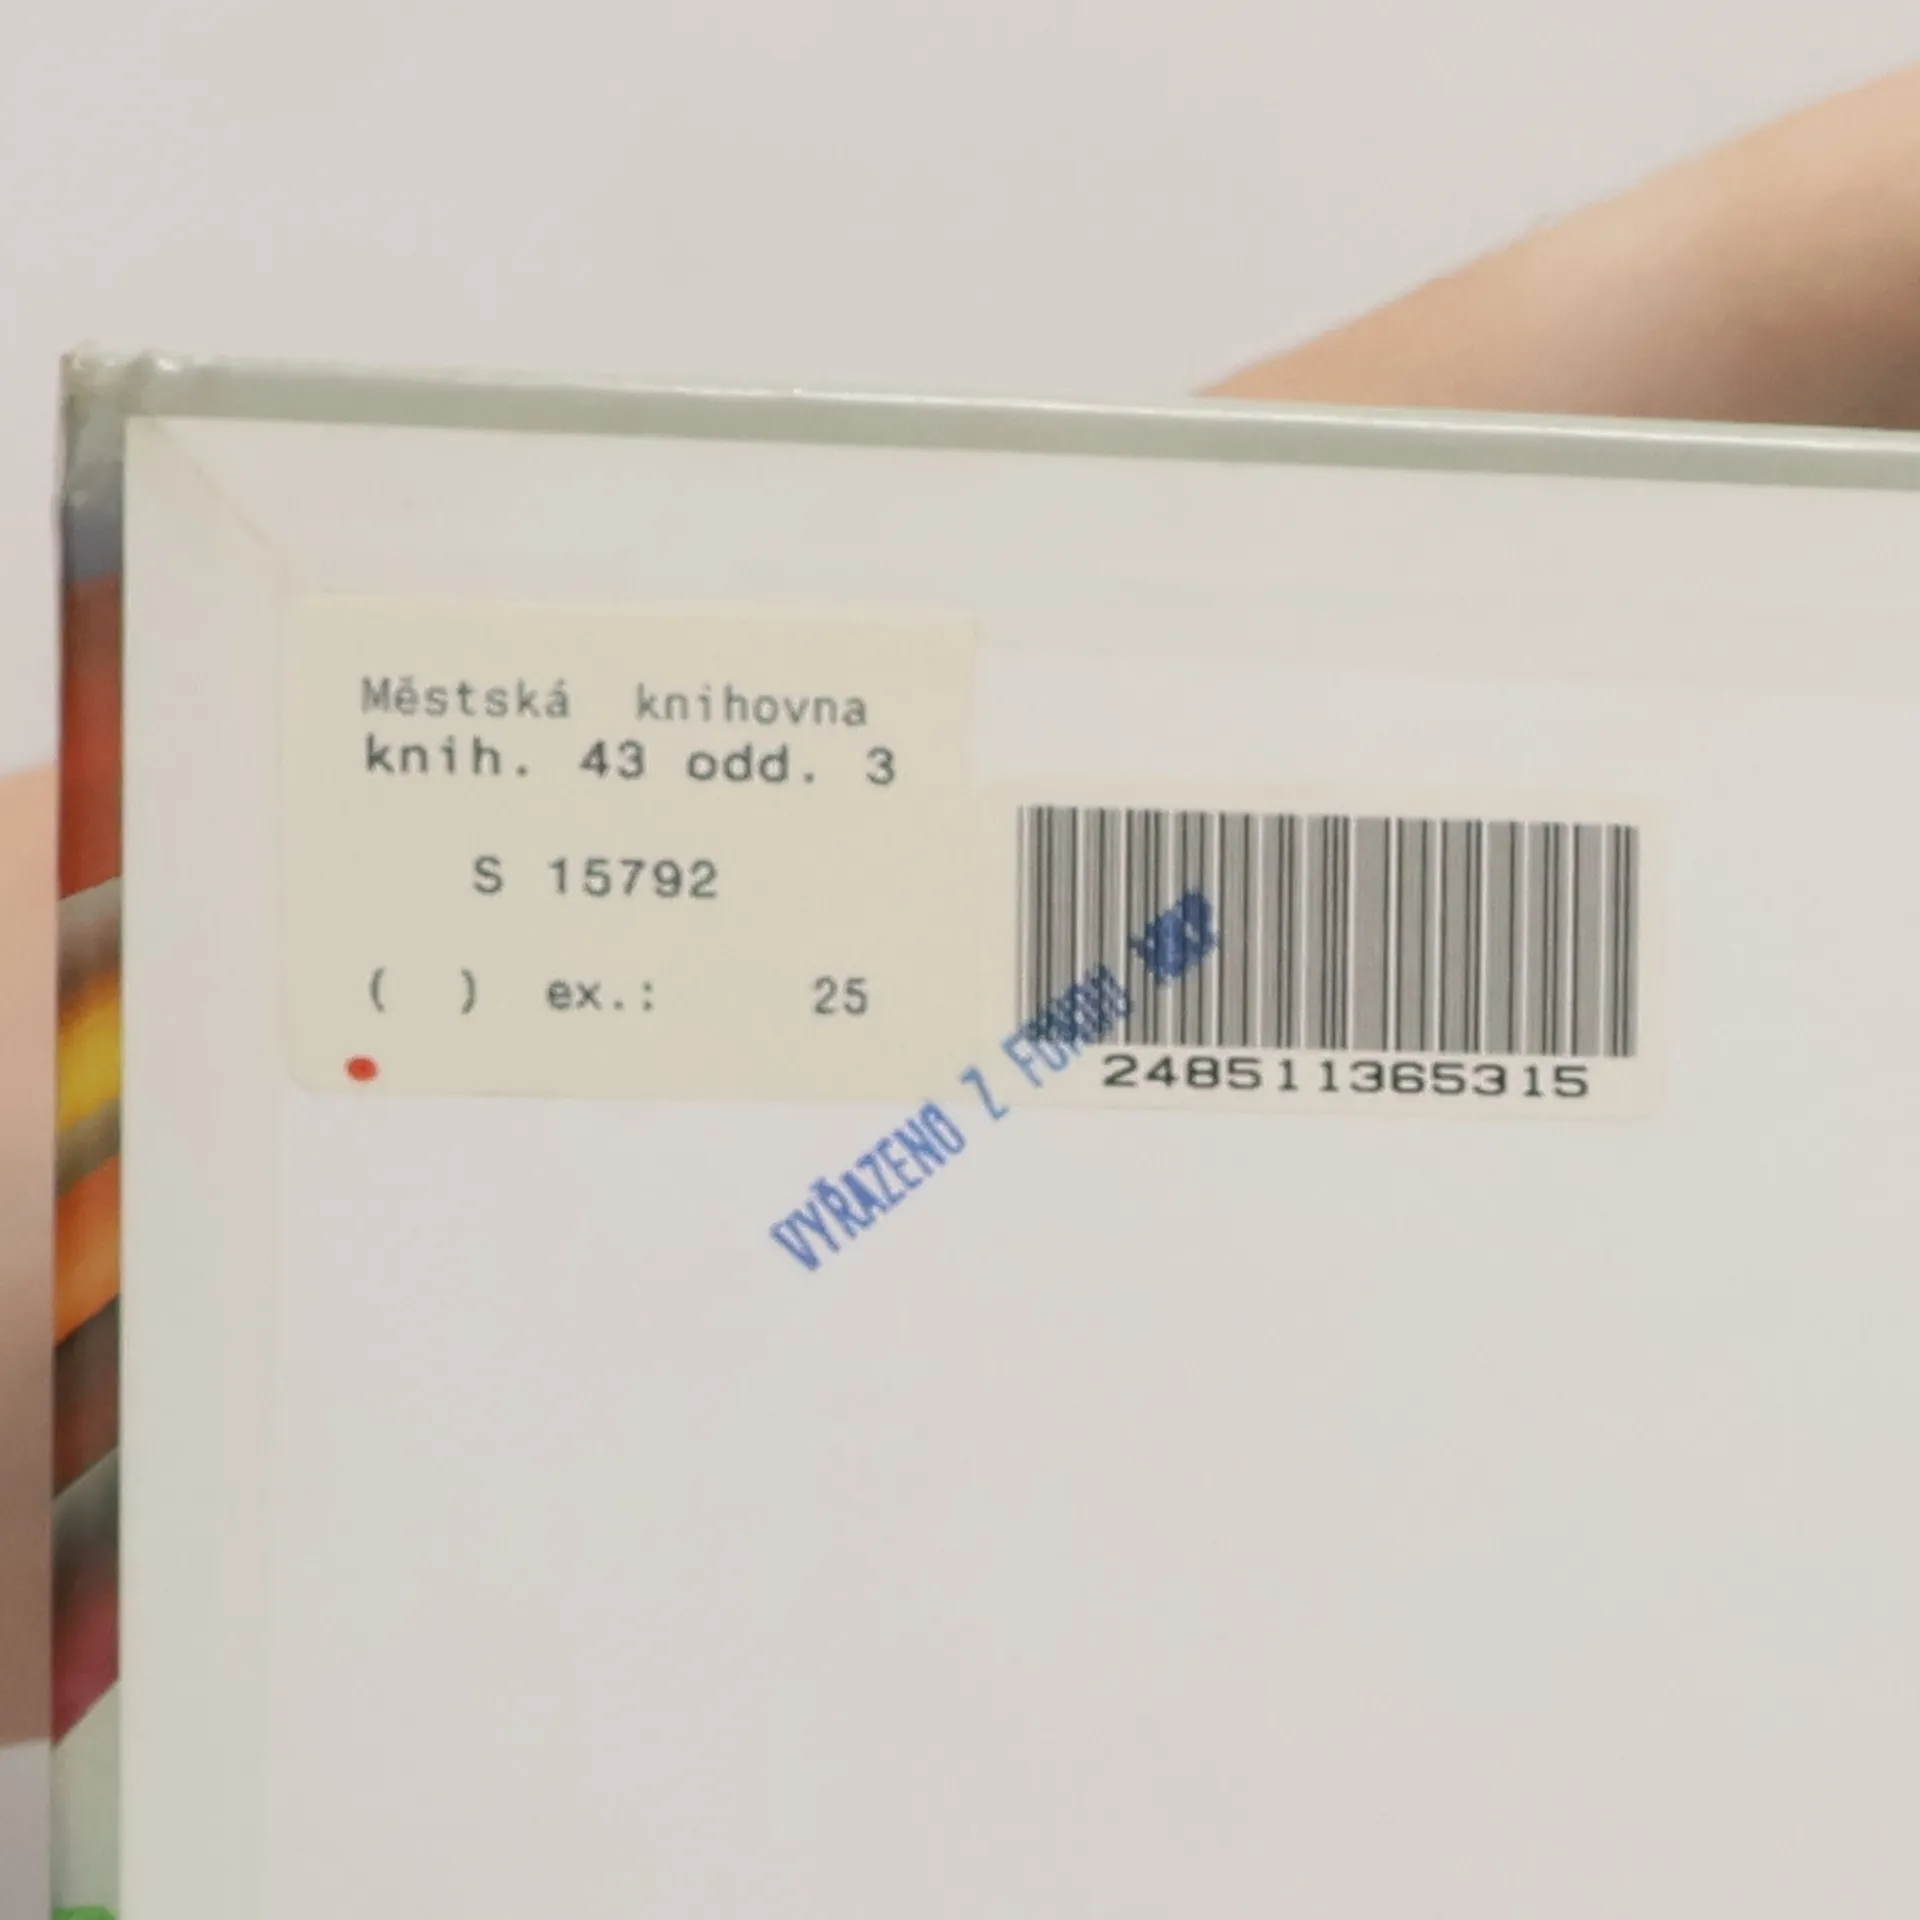 Městská knihovna
knih. 43 odd. 3
S 15792
( ) ex.: 25
248511365315
VYŘAZENO Z FONDU